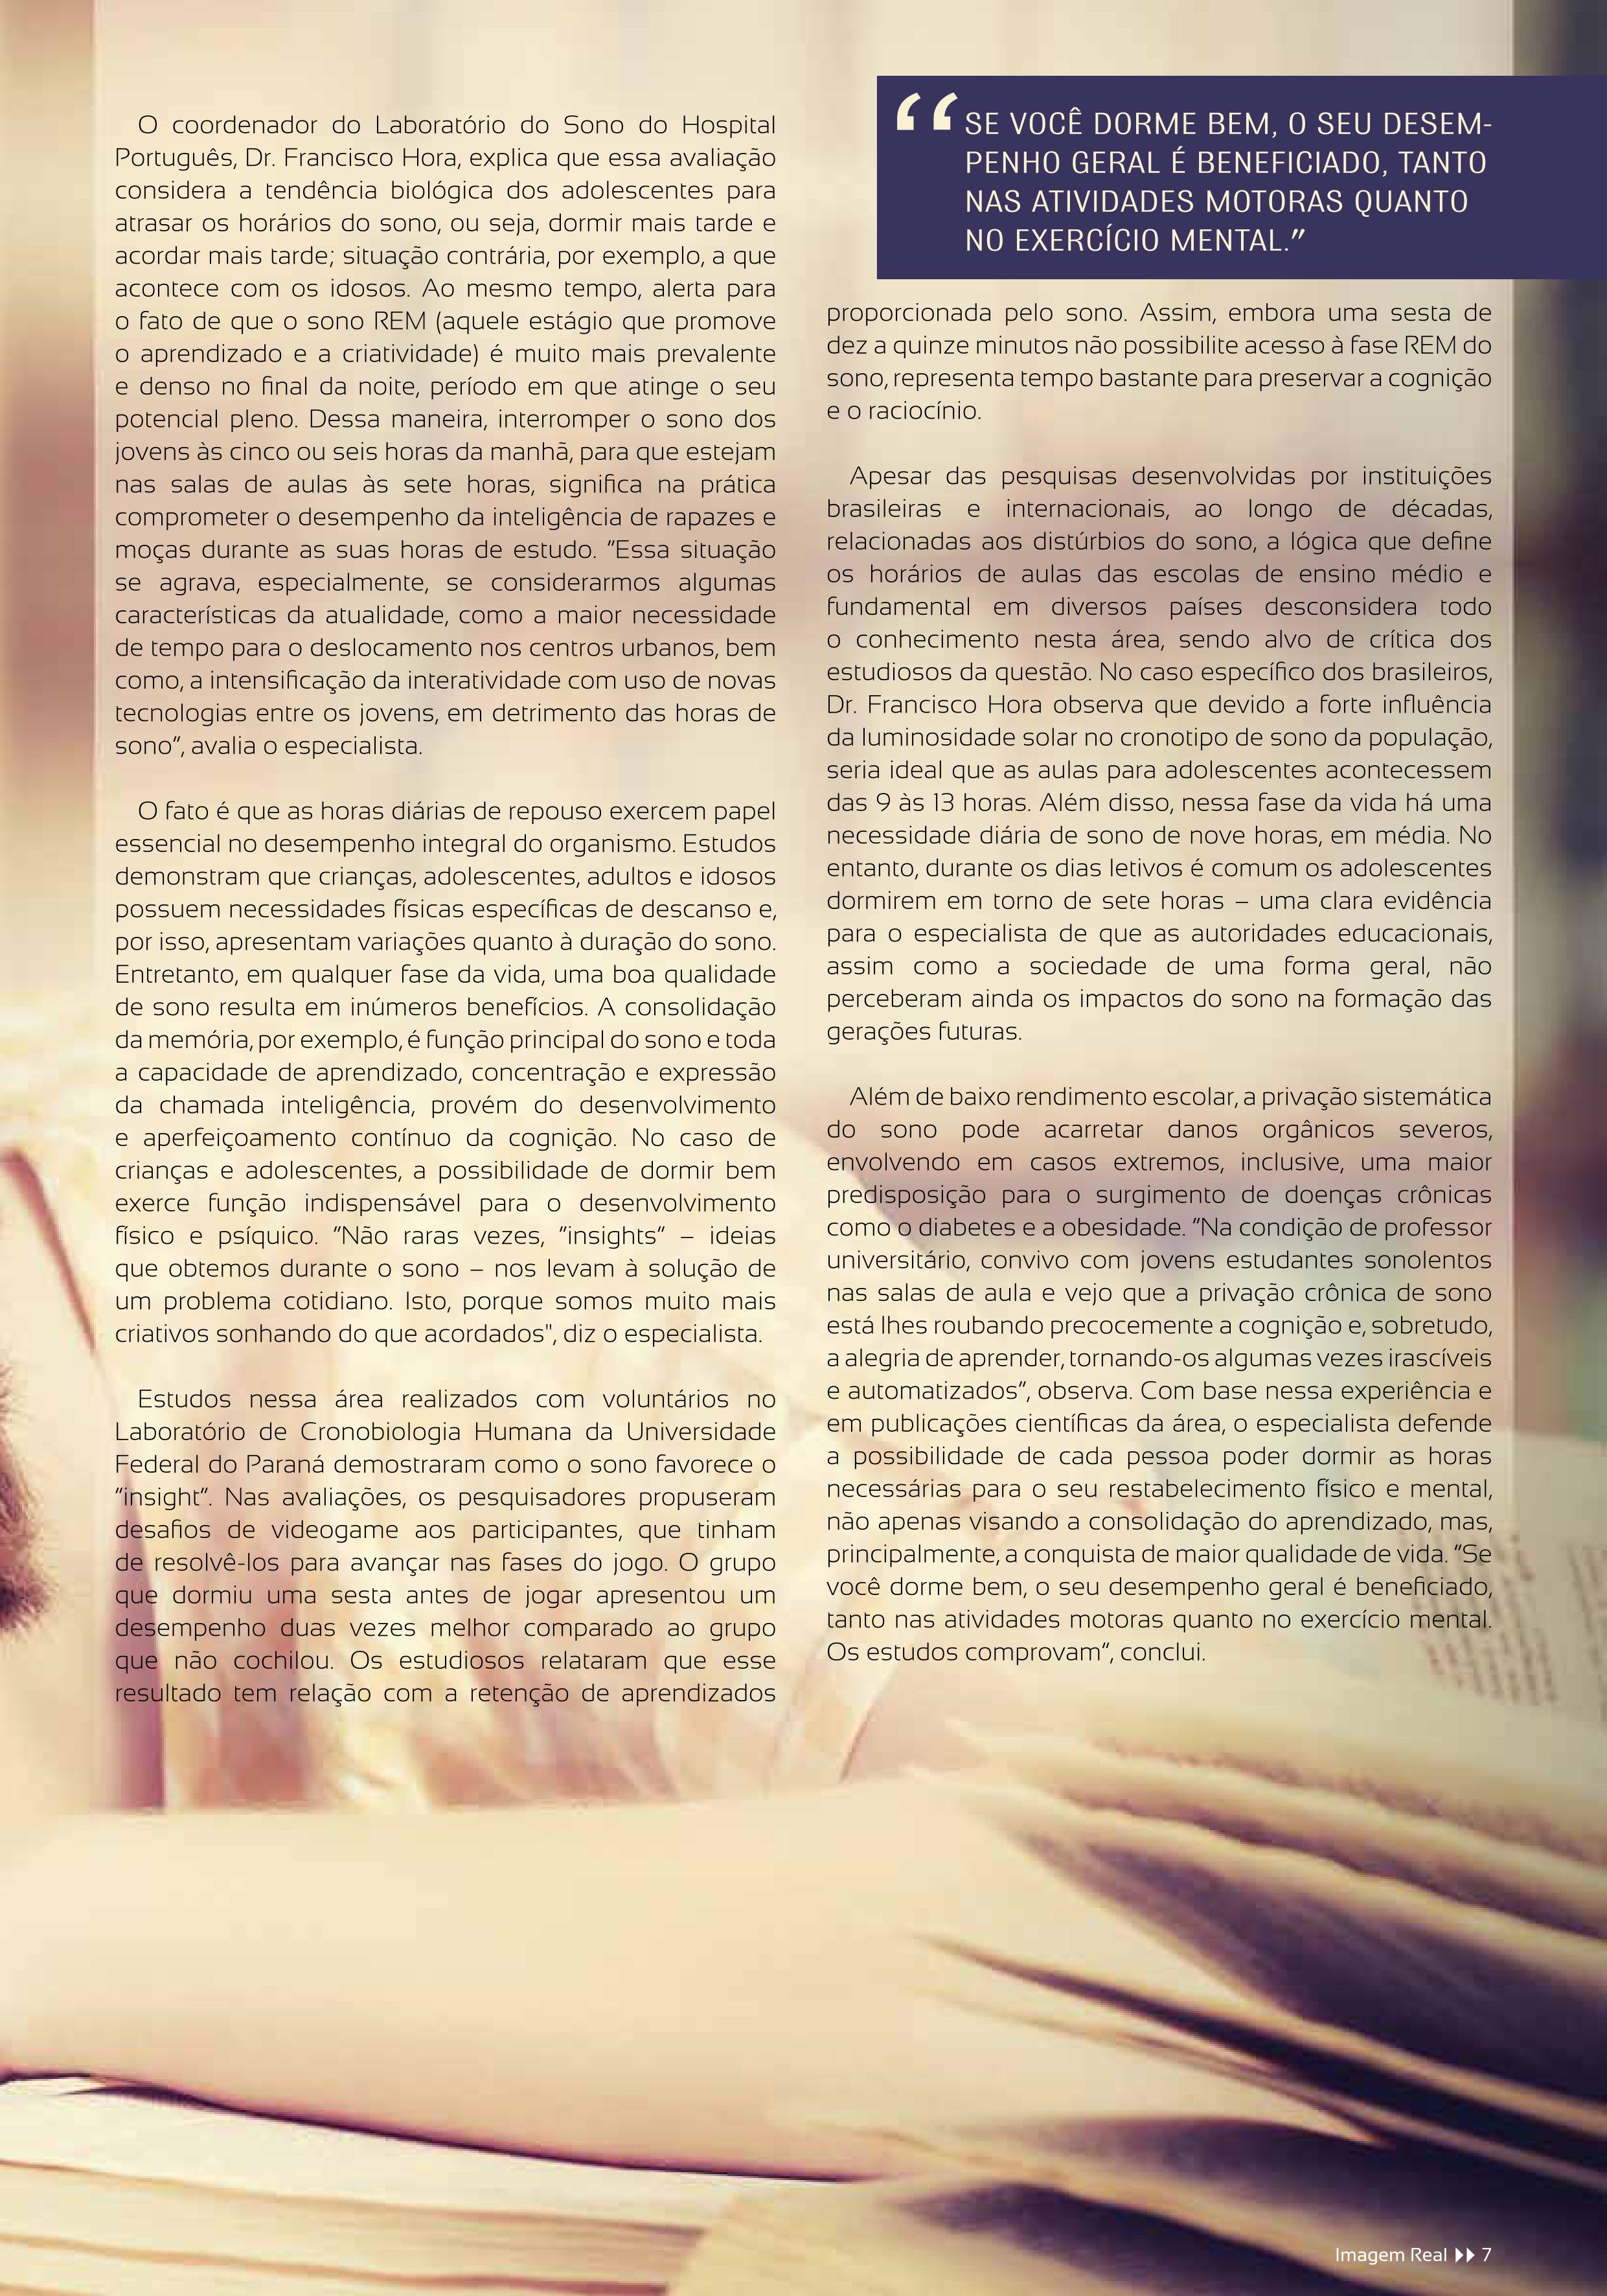 O coordenador do Laboratório do Sono do Hospital
Português, Dr. Francisco Hora, explica que essa avaliação
considera a tendência biológica dos adolescentes para
atrasar os horários do sono, ou seja, dormir mais tarde e
acordar mais tarde; situação contrária, por exemplo, a que
acontece com os idosos. Ao mesmo tempo, alerta para
o fato de que o sono REM (aquele estágio que promove
o aprendizado e a criatividade) é muito mais prevalente
e denso no final da noite, período em que atinge o seu
potencial pleno. Dessa maneira, interromper o sono dos
jovens às cinco ou seis horas da manhã, para que estejam
nas salas de aulas às sete horas, significa na prática
comprometer o desempenho da inteligência de rapazes e
moças durante as suas horas de estudo. “Essa situação
se agrava, especialmente, se considerarmos algumas
características da atualidade, como a maior necessidade
de tempo para o deslocamento nos centros urbanos, bem
como, a intensificação da interatividade com uso de novas
tecnologias entre os jovens, em detrimento das horas de
sono”, avalia o especialista.
O fato é que as horas diárias de repouso exercem papel
essencial no desempenho integral do organismo. Estudos
demonstram que crianças, adolescentes, adultos e idosos
possuem necessidades físicas específicas de descanso e,
por isso, apresentam variações quanto à duração do sono.
Entretanto, em qualquer fase da vida, uma boa qualidade
de sono resulta em inúmeros benefícios. A consolidação
da memória, por exemplo, é função principal do sono e toda
a capacidade de aprendizado, concentração e expressão
da chamada inteligência, provém do desenvolvimento
e aperfeiçoamento contínuo da cognição. No caso de
crianças e adolescentes, a possibilidade de dormir bem
exerce função indispensável para o desenvolvimento
físico e psíquico. “Não raras vezes, “insights” – ideias
que obtemos durante o sono – nos levam à solução de
um problema cotidiano. Isto, porque somos muito mais
criativos sonhando do que acordados", diz o especialista.
Estudos nessa área realizados com voluntários no
Laboratório de Cronobiologia Humana da Universidade
Federal do Paraná demostraram como o sono favorece o
“insight”. Nas avaliações, os pesquisadores propuseram
desafios de videogame aos participantes, que tinham
de resolvê-los para avançar nas fases do jogo. O grupo
que dormiu uma sesta antes de jogar apresentou um
desempenho duas vezes melhor comparado ao grupo
que não cochilou. Os estudiosos relataram que esse
resultado tem relação com a retenção de aprendizados
“SE VOCÊ DORME BEM, O SEU DESEM-
PENHO GERAL É BENEFICIADO, TANTO
NAS ATIVIDADES MOTORAS QUANTO
NO EXERCÍCIO MENTAL.”
proporcionada pelo sono. Assim, embora uma sesta de
dez a quinze minutos não possibilite acesso à fase REM do
sono, representa tempo bastante para preservar a cognição
e o raciocínio.
Apesar das pesquisas desenvolvidas por instituições
brasileiras e internacionais, ao longo de décadas,
relacionadas aos distúrbios do sono, a lógica que define
os horários de aulas das escolas de ensino médio e
fundamental em diversos países desconsidera todo
o conhecimento nesta área, sendo alvo de crítica dos
estudiosos da questão. No caso específico dos brasileiros,
Dr. Francisco Hora observa que devido a forte influência
da luminosidade solar no cronotipo de sono da população,
seria ideal que as aulas para adolescentes acontecessem
das 9 às 13 horas. Além disso, nessa fase da vida há uma
necessidade diária de sono de nove horas, em média. No
entanto, durante os dias letivos é comum os adolescentes
dormirem em torno de sete horas – uma clara evidência
para o especialista de que as autoridades educacionais,
assim como a sociedade de uma forma geral, não
perceberam ainda os impactos do sono na formação das
gerações futuras.
Além de baixo rendimento escolar, a privação sistemática
do sono pode acarretar danos orgânicos severos,
envolvendo em casos extremos, inclusive, uma maior
predisposição para o surgimento de doenças crônicas
como o diabetes e a obesidade. “Na condição de professor
universitário, convivo com jovens estudantes sonolentos
nas salas de aula e vejo que a privação crônica de sono
está lhes roubando precocemente a cognição e, sobretudo,
a alegria de aprender, tornando-os algumas vezes irascíveis
e automatizados”, observa. Com base nessa experiência e
em publicações científicas da área, o especialista defende
a possibilidade de cada pessoa poder dormir as horas
necessárias para o seu restabelecimento físico e mental,
não apenas visando a consolidação do aprendizado, mas,
principalmente, a conquista de maior qualidade de vida. “Se
você dorme bem, o seu desempenho geral é beneficiado,
tanto nas atividades motoras quanto no exercício mental.
Os estudos comprovam”, conclui.
Imagem Real 7